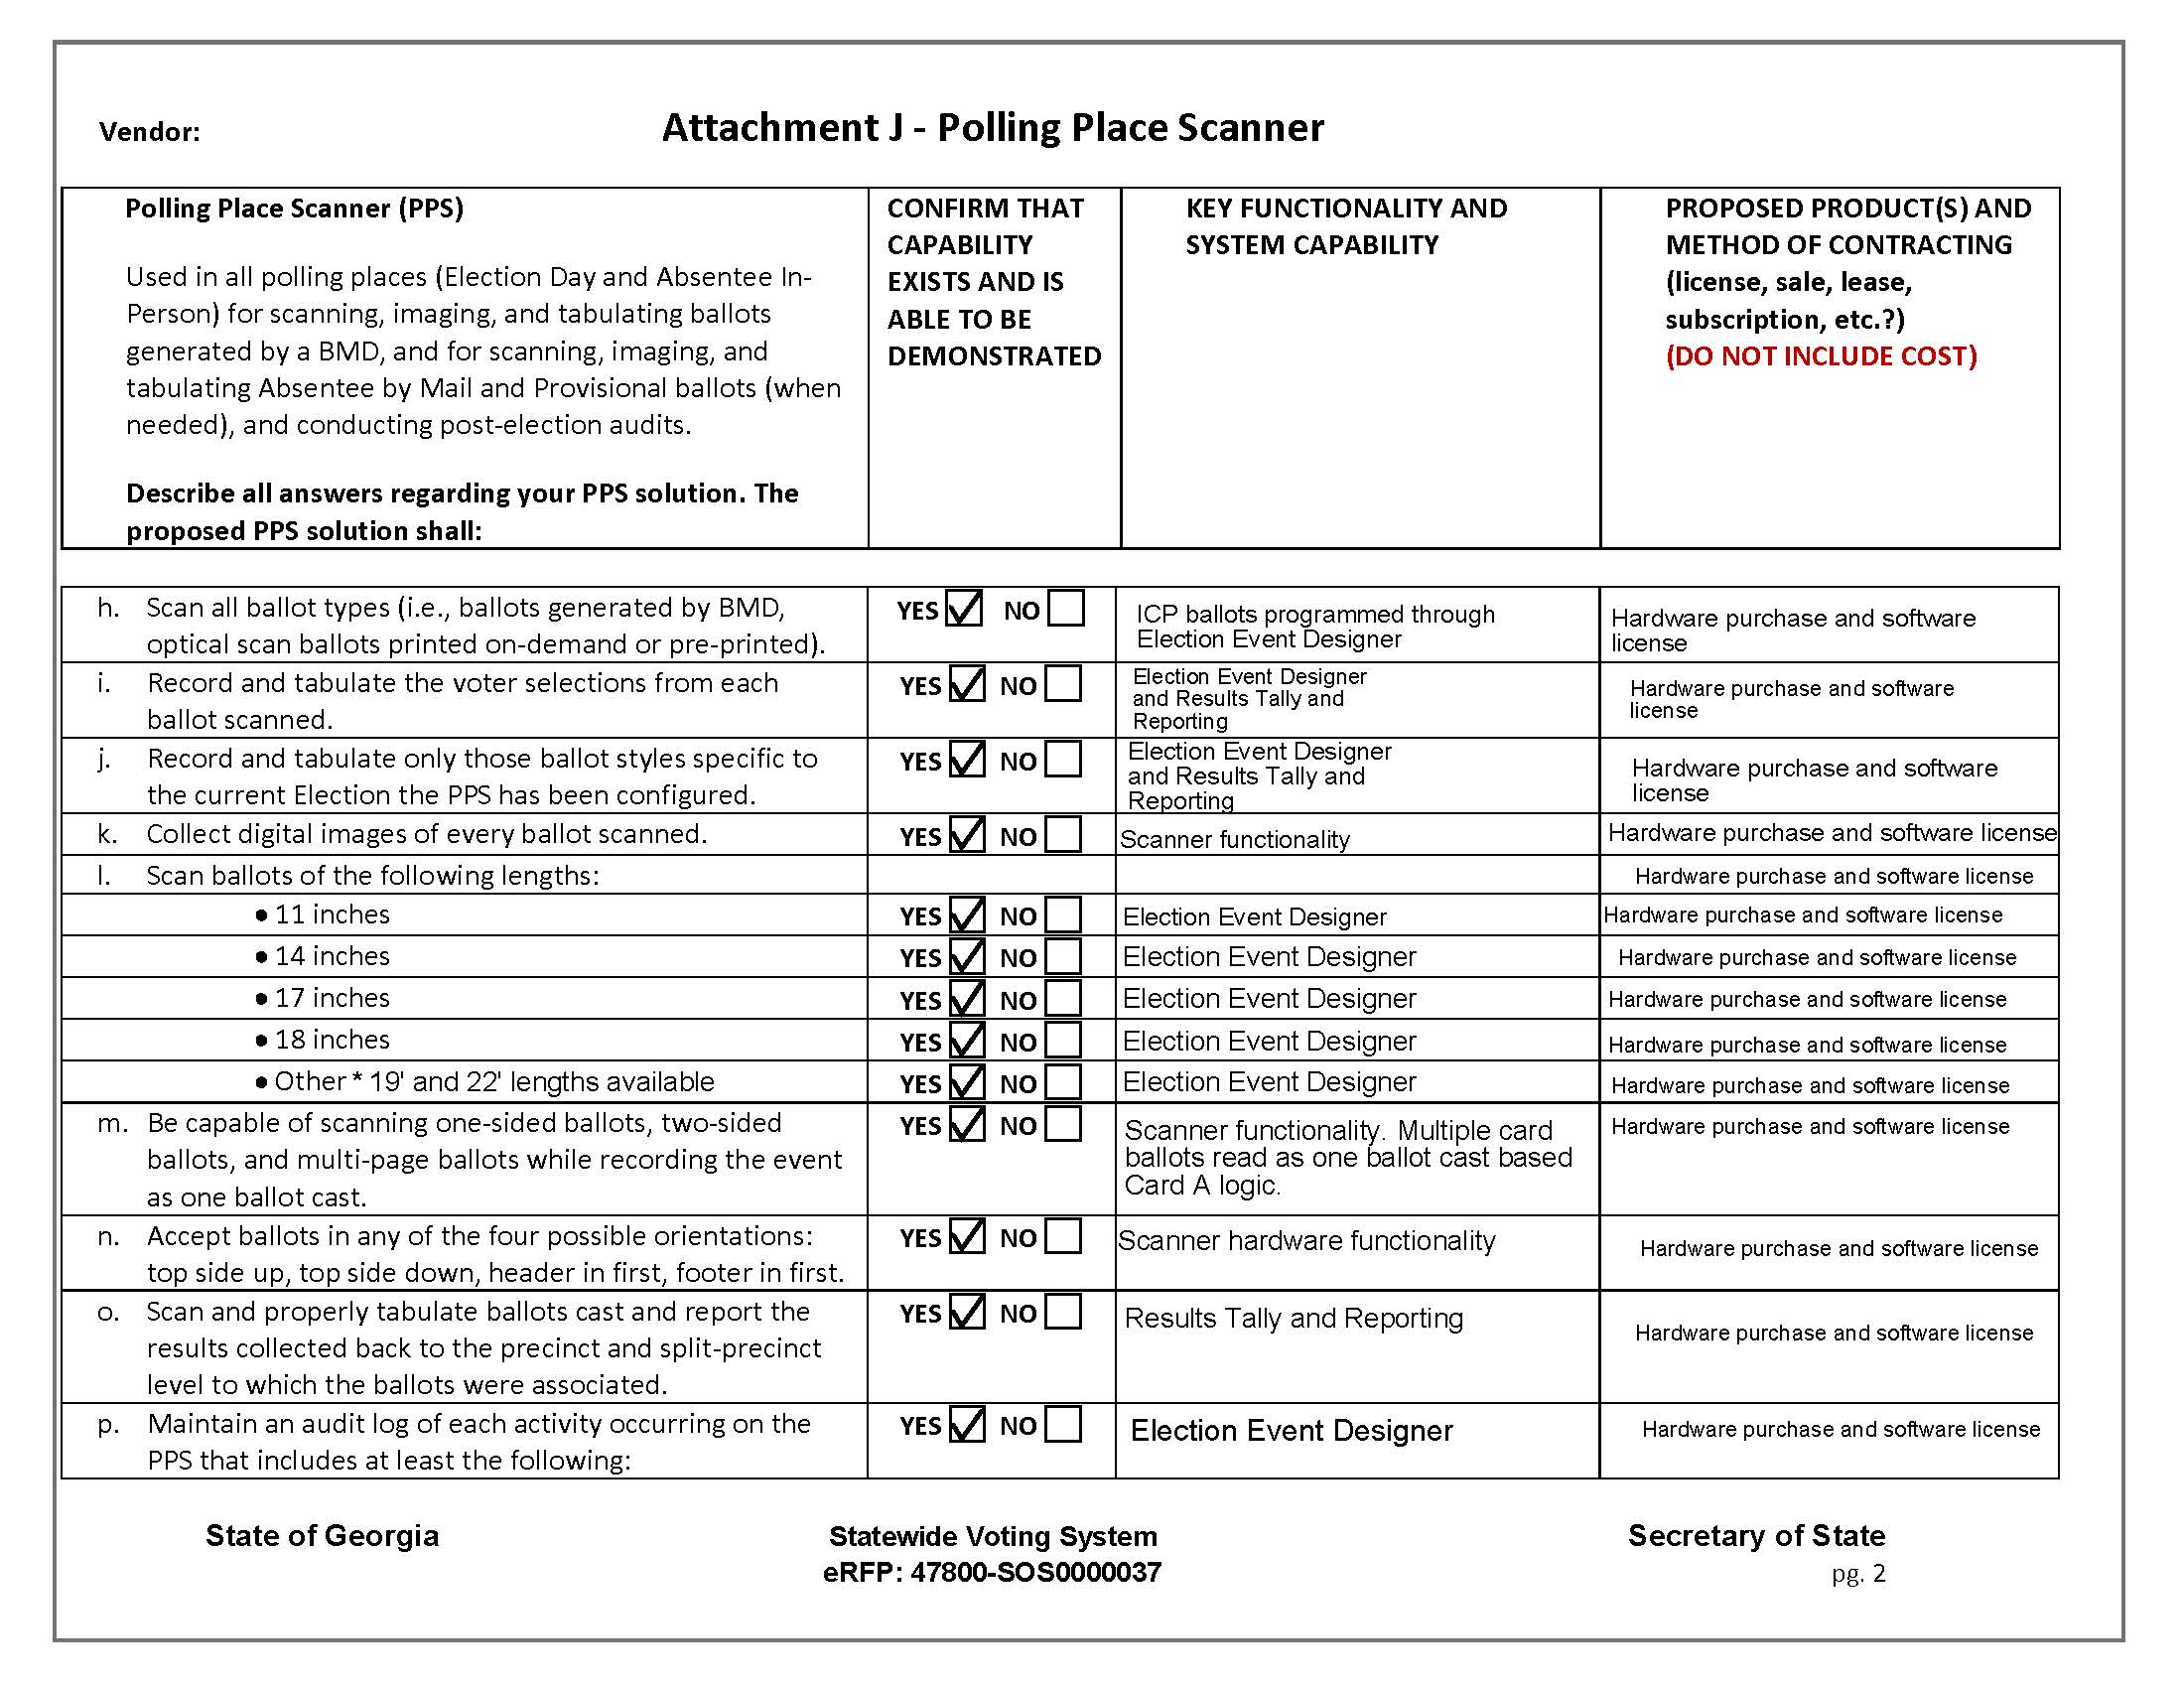 Vendor:
Attachment J - Polling Place Scanner
Polling Place Scanner (PPS)
Used in all polling places (Election Day and Absentee In-
Person) for scanning, imaging, and tabulating ballots
generated by a BMD, and for scanning, imaging, and
tabulating Absentee by Mail and Provisional ballots (when
needed), and conducting post-election audits.
Describe all answers regarding your PPS solution. The
proposed PPS solution shall:
CONFIRM THAT
CAPABILITY
EXISTS AND IS
ABLE TO BE
DEMONSTRATED
KEY FUNCTIONALITY AND
SYSTEM CAPABILITY
PROPOSED PRODUCT(S) AND
METHOD OF CONTRACTING
(license, sale, lease,
subscription, etc.?)
(DO NOT INCLUDE COST)
h. Scan all ballot types (i.e., ballots generated by BMD,
optical scan ballots printed on-demand or pre-printed).
YES NO
ICP ballots programmed through
Election Event Designer
Hardware purchase and software
license
i. Record and tabulate the voter selections from each
ballot scanned.
YES NO
Election Event Designer
and Results Tally and
Reporting
Hardware purchase and software
license
j. Record and tabulate only those ballot styles specific to
the current Election the PPS has been configured.
YES NO
Election Event Designer
and Results Tally and
Reporting
Hardware purchase and software
license
k. Collect digital images of every ballot scanned.
YES NO
Scanner functionality
Hardware purchase and software license
l. Scan ballots of the following lengths:
Hardware purchase and software license
• 11 inches
YES NO
Election Event Designer
Hardware purchase and software license
• 14 inches
YES NO
Election Event Designer
Hardware purchase and software license
• 17 inches
YES NO
Election Event Designer
Hardware purchase and software license
• 18 inches
YES NO
Election Event Designer
Hardware purchase and software license
• Other * 19' and 22' lengths available
YES NO
Election Event Designer
Hardware purchase and software license
m. Be capable of scanning one-sided ballots, two-sided
ballots, and multi-page ballots while recording the event
as one ballot cast.
YES NO
Scanner functionality. Multiple card
ballots read as one ballot cast based
Card A logic.
Hardware purchase and software license
n. Accept ballots in any of the four possible orientations:
top side up, top side down, header in first, footer in first.
YES NO
Scanner hardware functionality
Hardware purchase and software license
o. Scan and properly tabulate ballots cast and report the
results collected back to the precinct and split-precinct
level to which the ballots were associated.
YES NO
Results Tally and Reporting
Hardware purchase and software license
p. Maintain an audit log of each activity occurring on the
PPS that includes at least the following:
YES NO
Election Event Designer
Hardware purchase and software license
State of Georgia
Statewide Voting System
eRFP: 47800-SOS0000037
Secretary of State
pg. 2